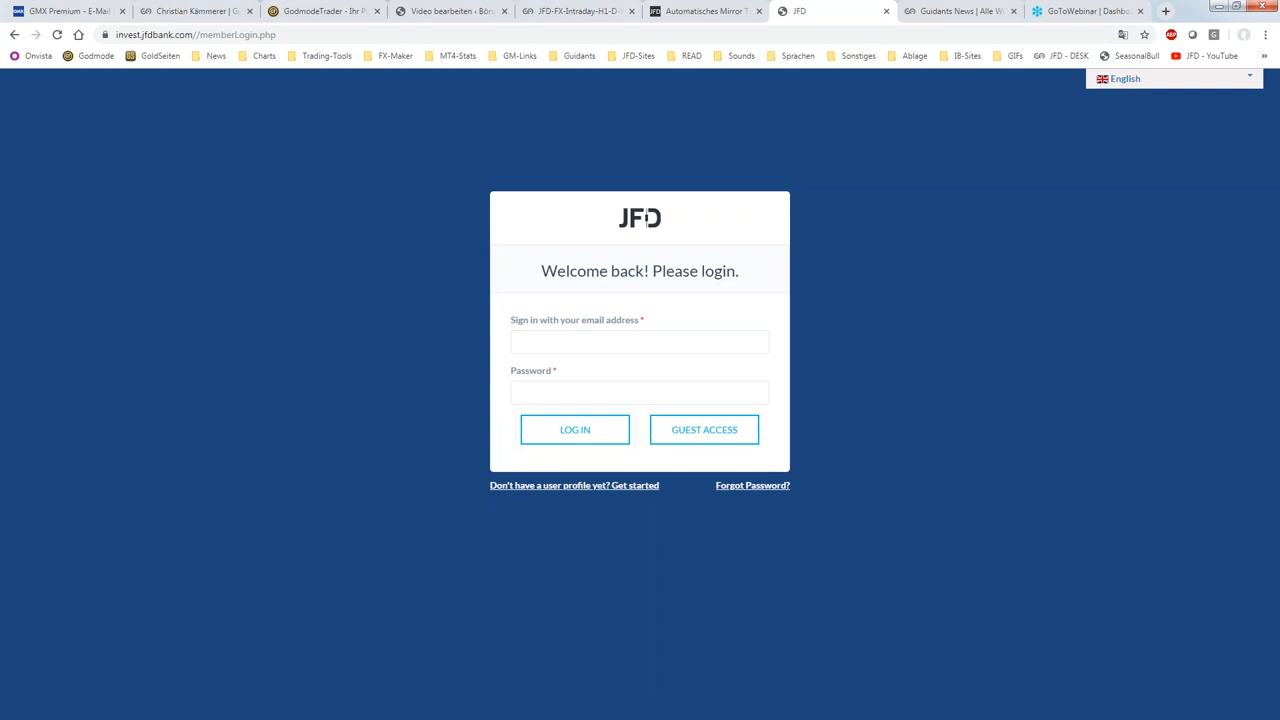 GMX Premium - E-Mail
Christian Kämmerer | G
GodmodeTrader - Ihr P
Video bearbeiten ‹ Börs
JFD-FX-Intraday-H1-D-
Automatisches Mirror T
JFD
Guidants News | Alle W
GoToWebinar | Dashbo
invest.jfdbank.com//memberLogin.php
Onvista
Godmode
GoldSeiten
News
Charts
Trading-Tools
FX-Maker
MT4-Stats
GM-Links
Guidants
JFD-Sites
READ
Sounds
Sprachen
Sonstiges
Ablage
IB-Sites
GIFs
JFD - DESK
SeasonalBull
JFD - YouTube
»
English
JFD
Welcome back! Please login.
Sign in with your email address *
Password *
LOG IN
GUEST ACCESS
Don't have a user profile yet? Get started
Forgot Password?